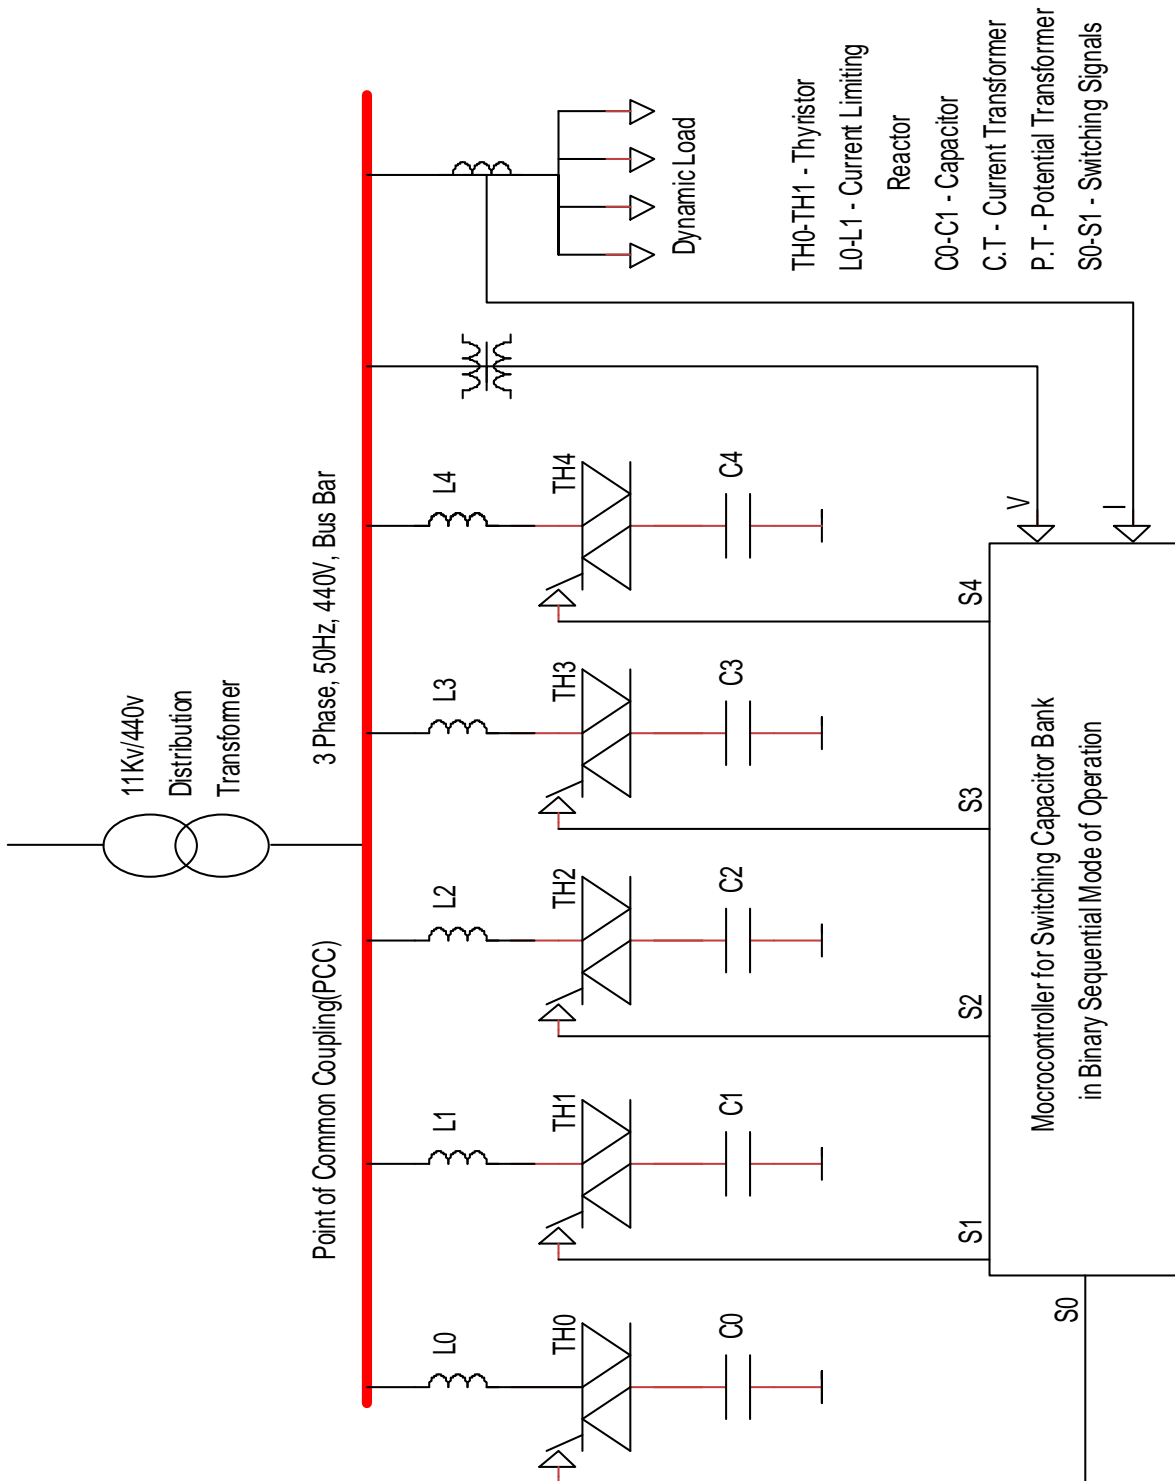 11Kv/440v
Distribution
Transformer
Point of Common Coupling(PCC)
3 Phase, 50Hz, 440V, Bus Bar
L0
L1
L2
L3
L4
TH0
TH1
TH2
TH3
TH4
C0
C1
C2
C3
C4
Dynamic Load
TH0-TH1 - Thyristor
L0-L1 - Current Limiting
Reactor
C0-C1 - Capacitor
C.T - Current Transformer
P.T - Potential Transformer
S0-S1 - Switching Signals
S0
S1
S2
S3
S4
V
I
Mocrocontroller for Switching Capacitor Bank
in Binary Sequential Mode of Operation